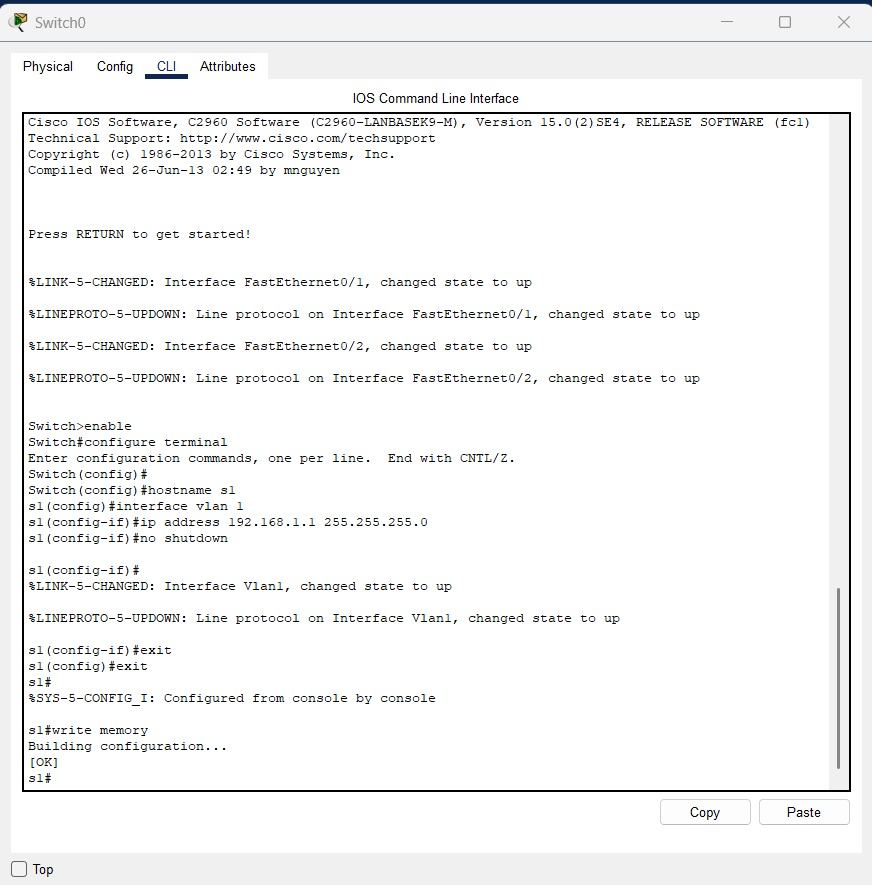 Switch0
Physical Config CLI Attributes
IOS Command Line Interface
Cisco IOS Software, C2960 Software (C2960-LANBASEK9-M), Version 15.0(2)SE4, RELEASE SOFTWARE (fc1)
Technical Support: http://www.cisco.com/techsupport
Copyright (c) 1986-2013 by Cisco Systems, Inc.
Compiled Wed 26-Jun-13 02:49 by mnguyen
Press RETURN to get started!
%LINK-5-CHANGED: Interface FastEthernet0/1, changed state to up
%LINEPROTO-5-UPDOWN: Line protocol on Interface FastEthernet0/1, changed state to up
%LINK-5-CHANGED: Interface FastEthernet0/2, changed state to up
%LINEPROTO-5-UPDOWN: Line protocol on Interface FastEthernet0/2, changed state to up
Switch>enable
Switch#configure terminal
Enter configuration commands, one per line.  End with CNTL/Z.
Switch(config)#
Switch(config)#hostname s1
s1(config)#interface vlan 1
s1(config-if)#ip address 192.168.1.1 255.255.255.0
s1(config-if)#no shutdown
s1(config-if)#
%LINK-5-CHANGED: Interface Vlan1, changed state to up
%LINEPROTO-5-UPDOWN: Line protocol on Interface Vlan1, changed state to up
s1(config-if)#exit
s1(config)#exit
s1#
%SYS-5-CONFIG_I: Configured from console by console
s1#write memory
Building configuration...
[OK]
s1#
Copy Paste
Top